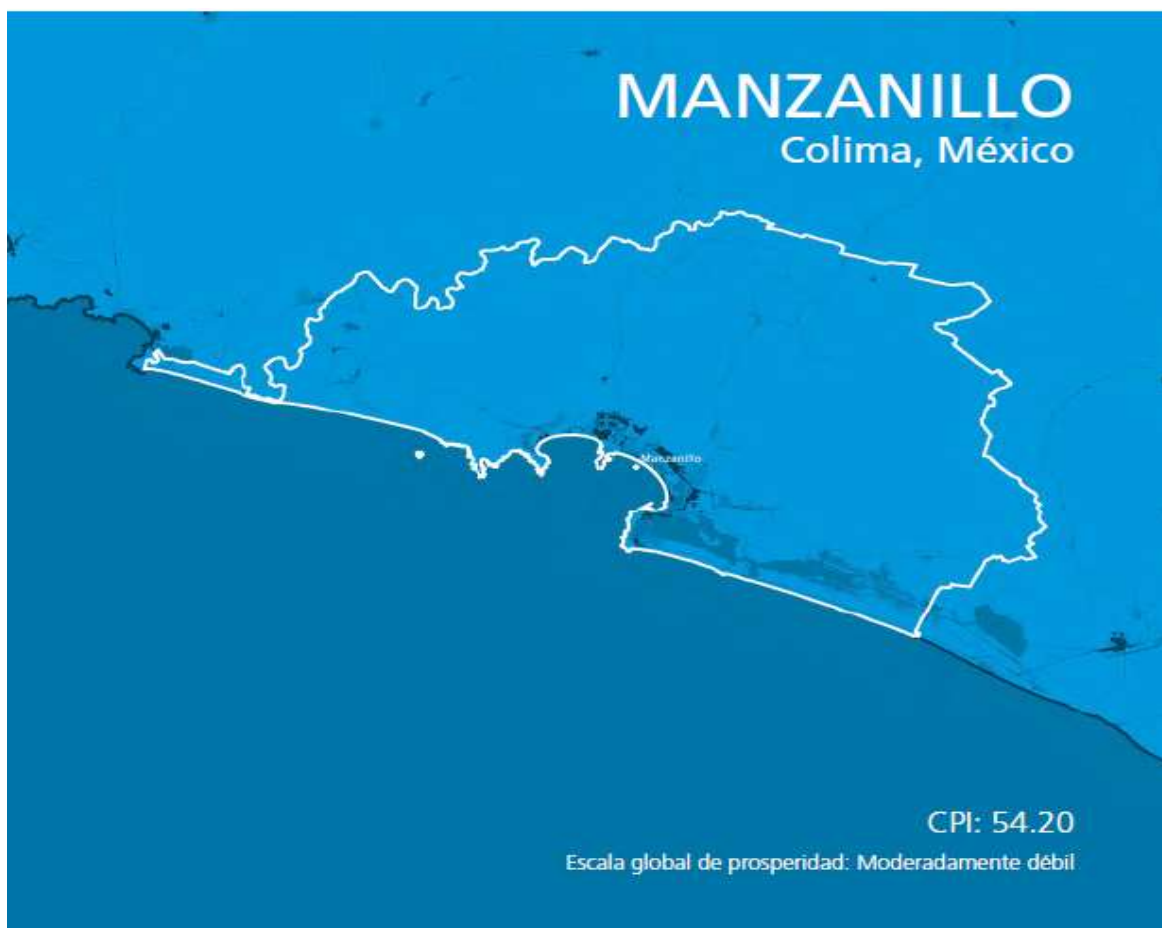 MANZANILLO
Colima, México
Manzanillo
CPI: 54.20
Escala global de prosperidad: Moderadamente débil